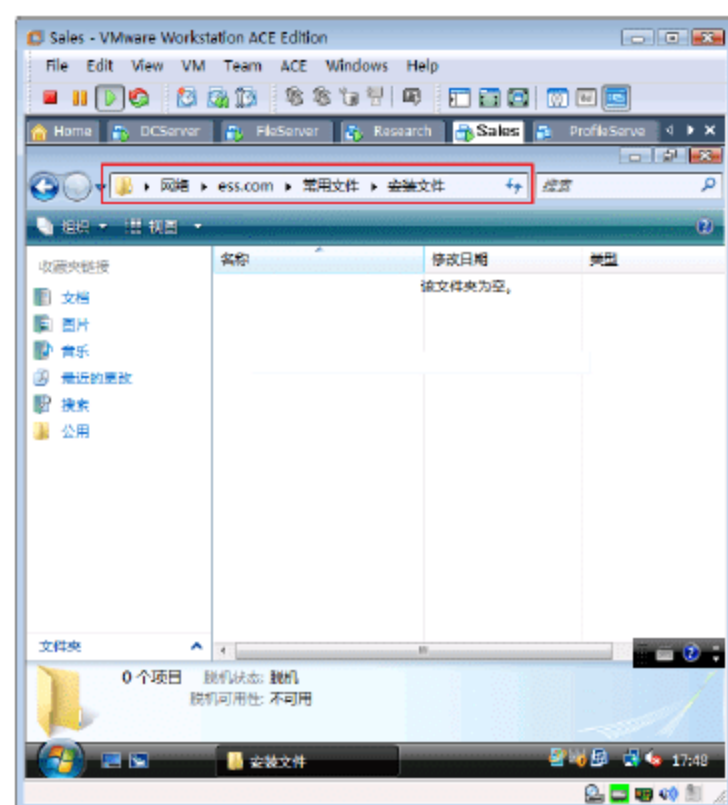 Sales - VMware Workstation ACE Edition
File Edit View VM Team ACE Windows Help
Home DCServer FileServer Research Sales ProfileServe
网络 ess.com 常用文件 安装文件 搜索
组织 视图
收藏夹链接 名称 修改日期 类型
该文件夹为空。
文档
图片
音乐
最近的更改
搜索
公用
文件夹
0 个项目 脱机状态: 脱机
脱机可用性: 不可用
安装文件 17:48